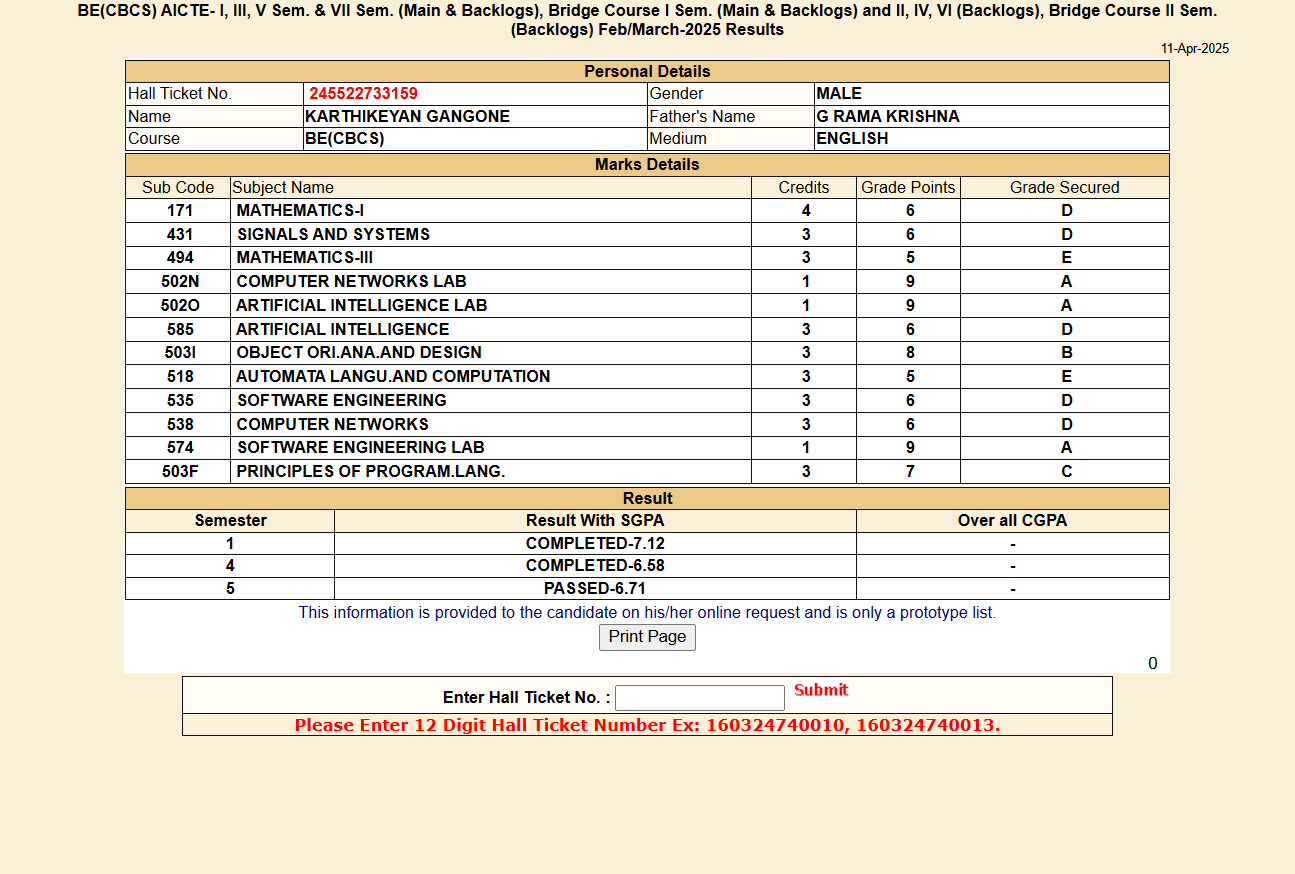 BE(CBCS) AICTE- I, III, V Sem. & VII Sem. (Main & Backlogs), Bridge Course I Sem. (Main & Backlogs) and II, IV, VI (Backlogs), Bridge Course II Sem.
(Backlogs) Feb/March-2025 Results
11-Apr-2025
Personal Details
Hall Ticket No. 245522733159 Gender MALE
Name KARTHIKEYAN GANGONE Father's Name G RAMA KRISHNA
Course BE(CBCS) Medium ENGLISH
Marks Details
Sub Code Subject Name Credits Grade Points Grade Secured
171 MATHEMATICS-I 4 6 D
431 SIGNALS AND SYSTEMS 3 6 D
494 MATHEMATICS-III 3 5 E
502N COMPUTER NETWORKS LAB 1 9 A
502O ARTIFICIAL INTELLIGENCE LAB 1 9 A
585 ARTIFICIAL INTELLIGENCE 3 6 D
503I OBJECT ORI.ANA.AND DESIGN 3 8 B
518 AUTOMATA LANGU.AND COMPUTATION 3 5 E
535 SOFTWARE ENGINEERING 3 6 D
538 COMPUTER NETWORKS 3 6 D
574 SOFTWARE ENGINEERING LAB 1 9 A
503F PRINCIPLES OF PROGRAM.LANG. 3 7 C
Result
Semester Result With SGPA Over all CGPA
1 COMPLETED-7.12 -
4 COMPLETED-6.58 -
5 PASSED-6.71 -
This information is provided to the candidate on his/her online request and is only a prototype list.
Print Page
0
Enter Hall Ticket No. : Submit
Please Enter 12 Digit Hall Ticket Number Ex: 160324740010, 160324740013.